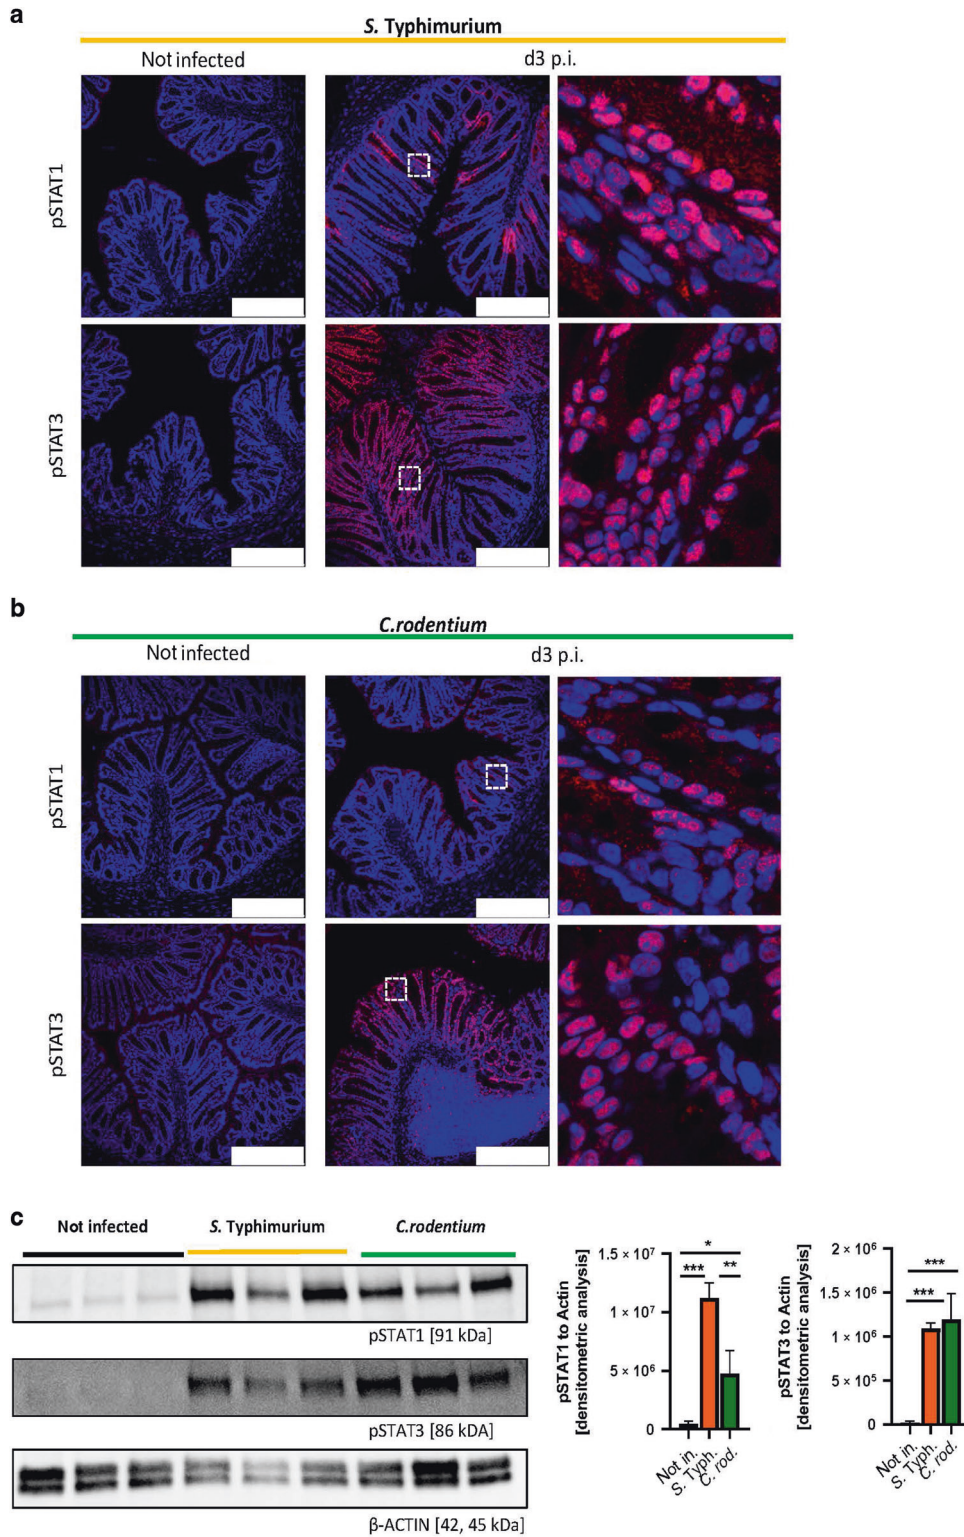 a
S. Typhimurium
Not infected
d3 p.i.
pSTAT1
pSTAT3
b
C.rodentium
Not infected
d3 p.i.
pSTAT1
pSTAT3
c
Not infected
S. Typhimurium
C.rodentium
pSTAT1 [91 kDa]
pSTAT3 [86 kDA]
β-ACTIN [42, 45 kDa]
pSTAT1 to Actin
[densitometric analysis]
1.5 × 10⁷
1 × 10⁷
5 × 10⁶
0
*
*** **
Not in.
S. Typh.
C. rod.
pSTAT3 to Actin
[densitometric analysis]
2 × 10⁶
1.5 × 10⁶
1 × 10⁶
5 × 10⁵
0
***
***
Not in.
S. Typh.
C. rod.